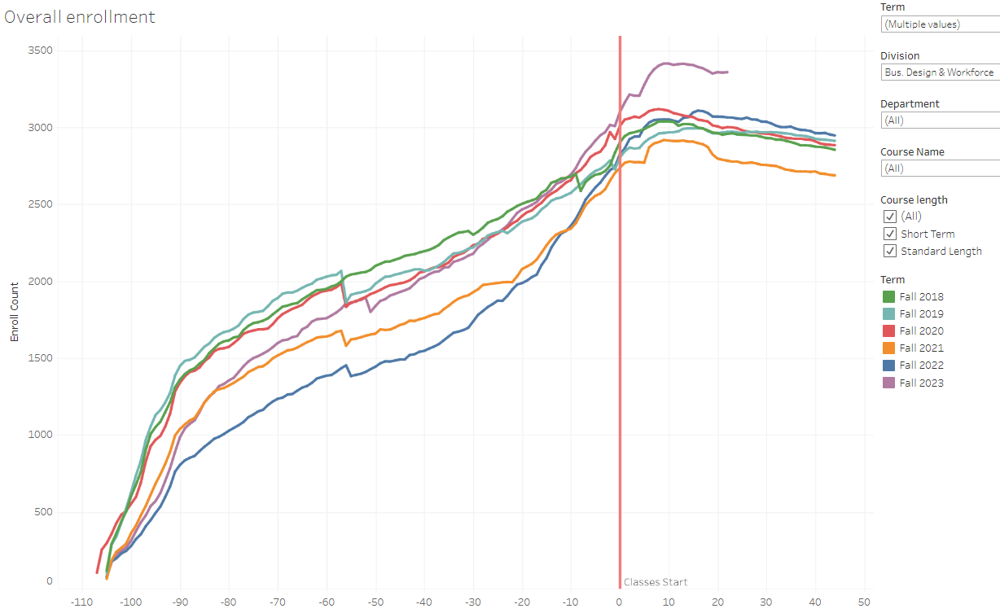 Overall enrollment
3500
3000
2500
2000
1500
1000
500
0
Enroll Count
Classes Start
-110 -100 -90 -80 -70 -60 -50 -40 -30 -20 -10 0 10 20 30 40 50
Term
(Multiple values)
Division
Bus. Design & Workforce
Department
(All)
Course Name
(All)
Course length
(All)
Short Term
Standard Length
Term
Fall 2018
Fall 2019
Fall 2020
Fall 2021
Fall 2022
Fall 2023